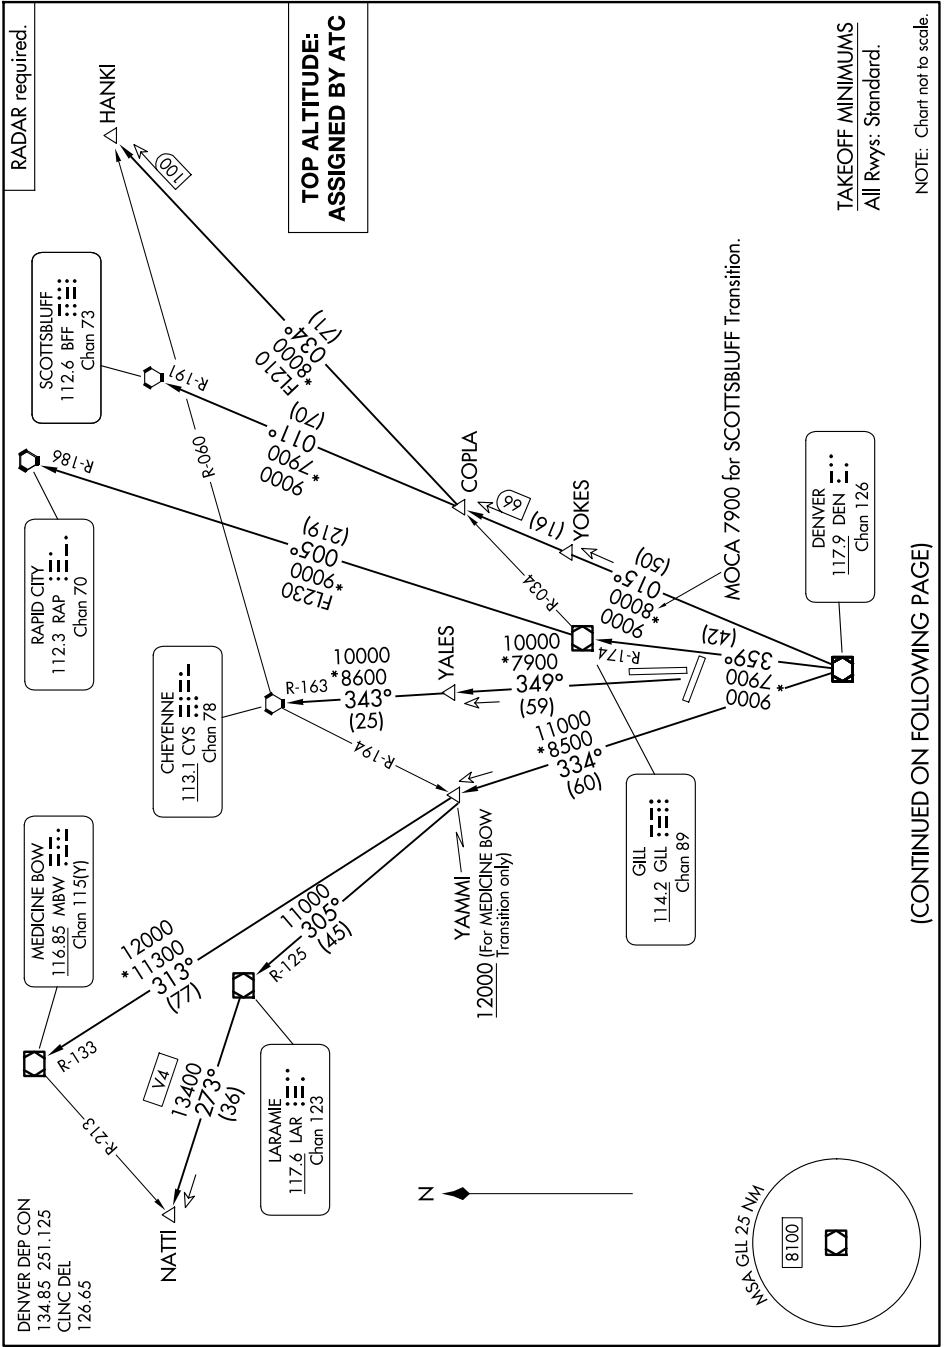 DENVER DEP CON
134.85 251.125
CLNC DEL
126.65
RADAR required.
TOP ALTITUDE:
ASSIGNED BY ATC
TAKEOFF MINIMUMS
All Rwys: Standard.
NOTE: Chart not to scale.
MEDICINE BOW
116.85 MBW
Chan 115(Y)
RAPID CITY
112.3 RAP
Chan 70
SCOTTSBLUFF
112.6 BFF
Chan 73
CHEYENNE
113.1 CYS
Chan 78
LARAMIE
117.6 LAR
Chan 123
GILL
114.2 GLL
Chan 89
DENVER
117.9 DEN
Chan 126
HANKI
100
FL210
*8000
034°
(71)
R-191
R-060
9000
*7900
011°
(70)
R-186
FL230
*9000
005°
(219)
COPLA
66
(16)
YOKES
R-034
9000
*8000
015°
(50)
MOCA 7900 for SCOTTSBLUFF Transition.
R-174
9000
*7900
359°
(42)
R-163
10000
*8600
343°
(25)
YALES
10000
*7900
349°
(59)
R-194
11000
*8500
334°
(60)
YAMMI
12000 (For MEDICINE BOW
Transition only)
11000
305°
(45)
R-125
12000
*11300
313°
(77)
R-133
R-213
V4
13400
273°
(36)
NATTI
N
MSA GLL 25 NM
8100
(CONTINUED ON FOLLOWING PAGE)